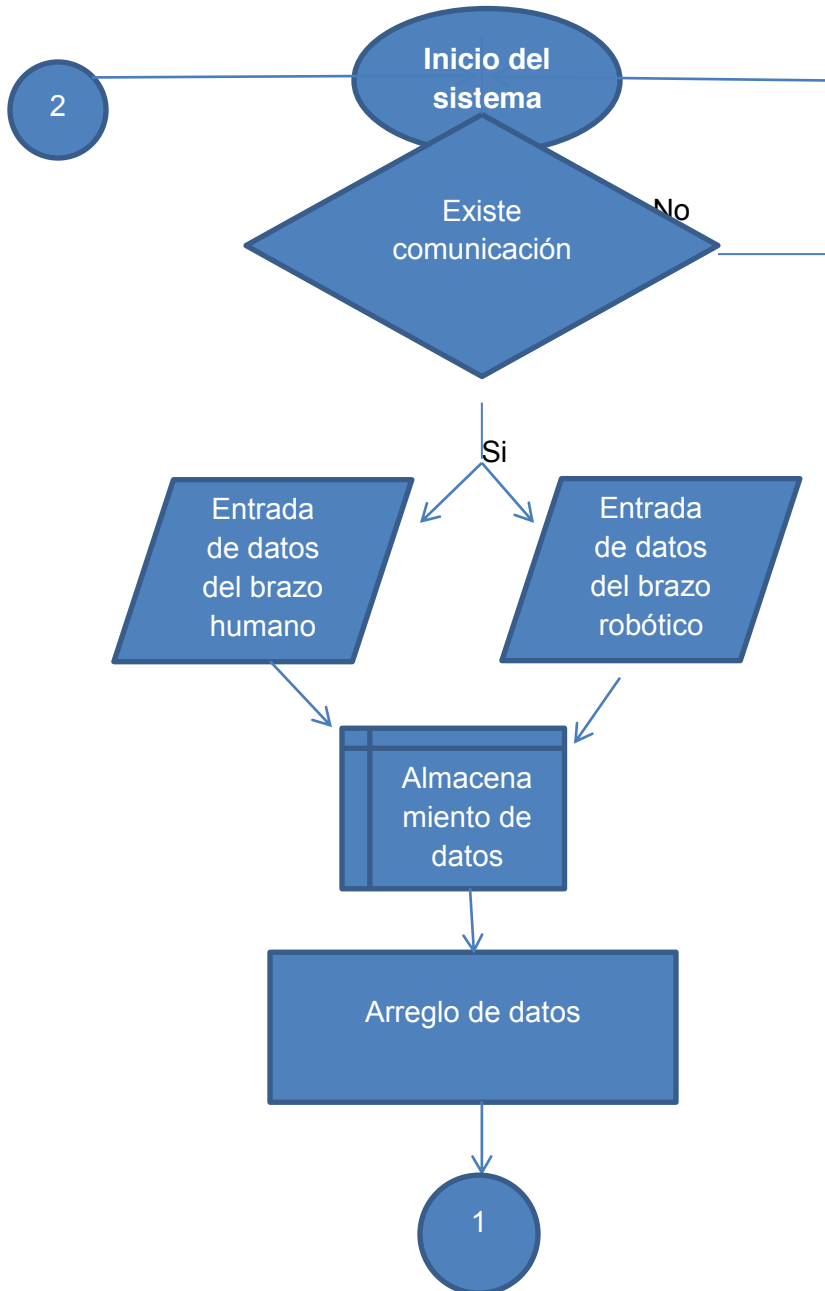 Inicio del
sistema
2
Existe
comunicación
No
Si
Entrada
de datos
del brazo
humano
Entrada
de datos
del brazo
robótico
Almacena
miento de
datos
Arreglo de datos
1